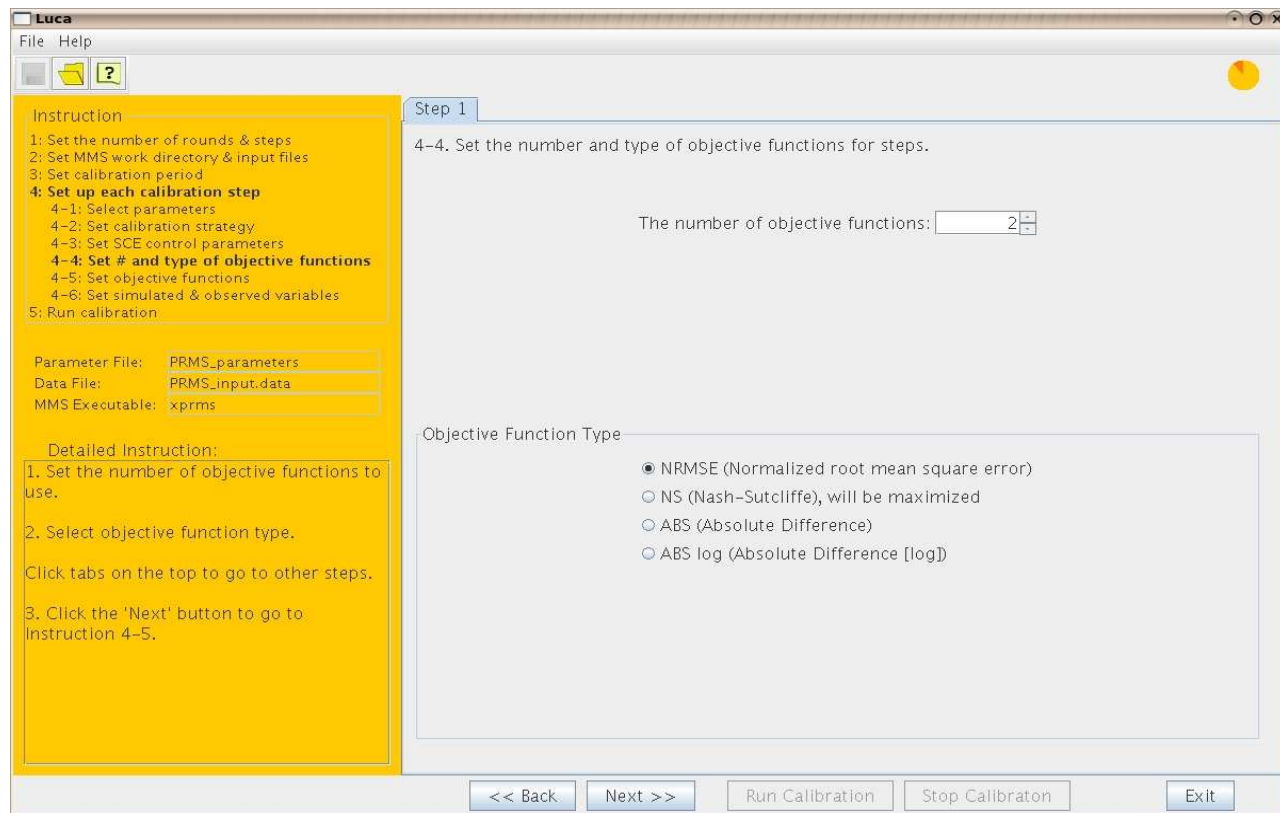 Luca
File Help
?
Instruction
1: Set the number of rounds & steps
2: Set MMS work directory & input files
3: Set calibration period
4: Set up each calibration step
4-1: Select parameters
4-2: Set calibration strategy
4-3: Set SCE control parameters
4-4: Set # and type of objective functions
4-5: Set objective functions
4-6: Set simulated & observed variables
5: Run calibration
Parameter File: PRMS_parameters
Data File: PRMS_input.data
MMS Executable: xprms
Detailed Instruction:
1. Set the number of objective functions to
use.
2. Select objective function type.
Click tabs on the top to go to other steps.
3. Click the 'Next' button to go to
Instruction 4-5.
Step 1
4-4. Set the number and type of objective functions for steps.
The number of objective functions: 2
Objective Function Type
NRMSE (Normalized root mean square error)
NS (Nash-Sutcliffe), will be maximized
ABS (Absolute Difference)
ABS log (Absolute Difference [log])
<< Back Next >> Run Calibration Stop Calibraton Exit